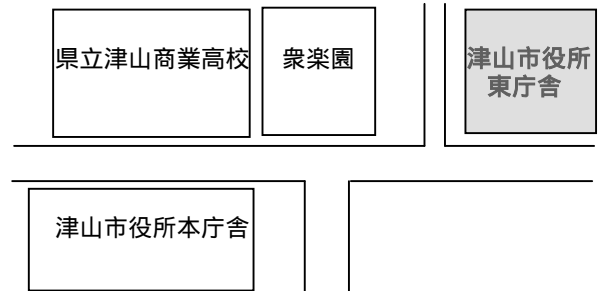 県立津山商業高校
衆楽園
津山市役所
東庁舎
津山市役所本庁舎